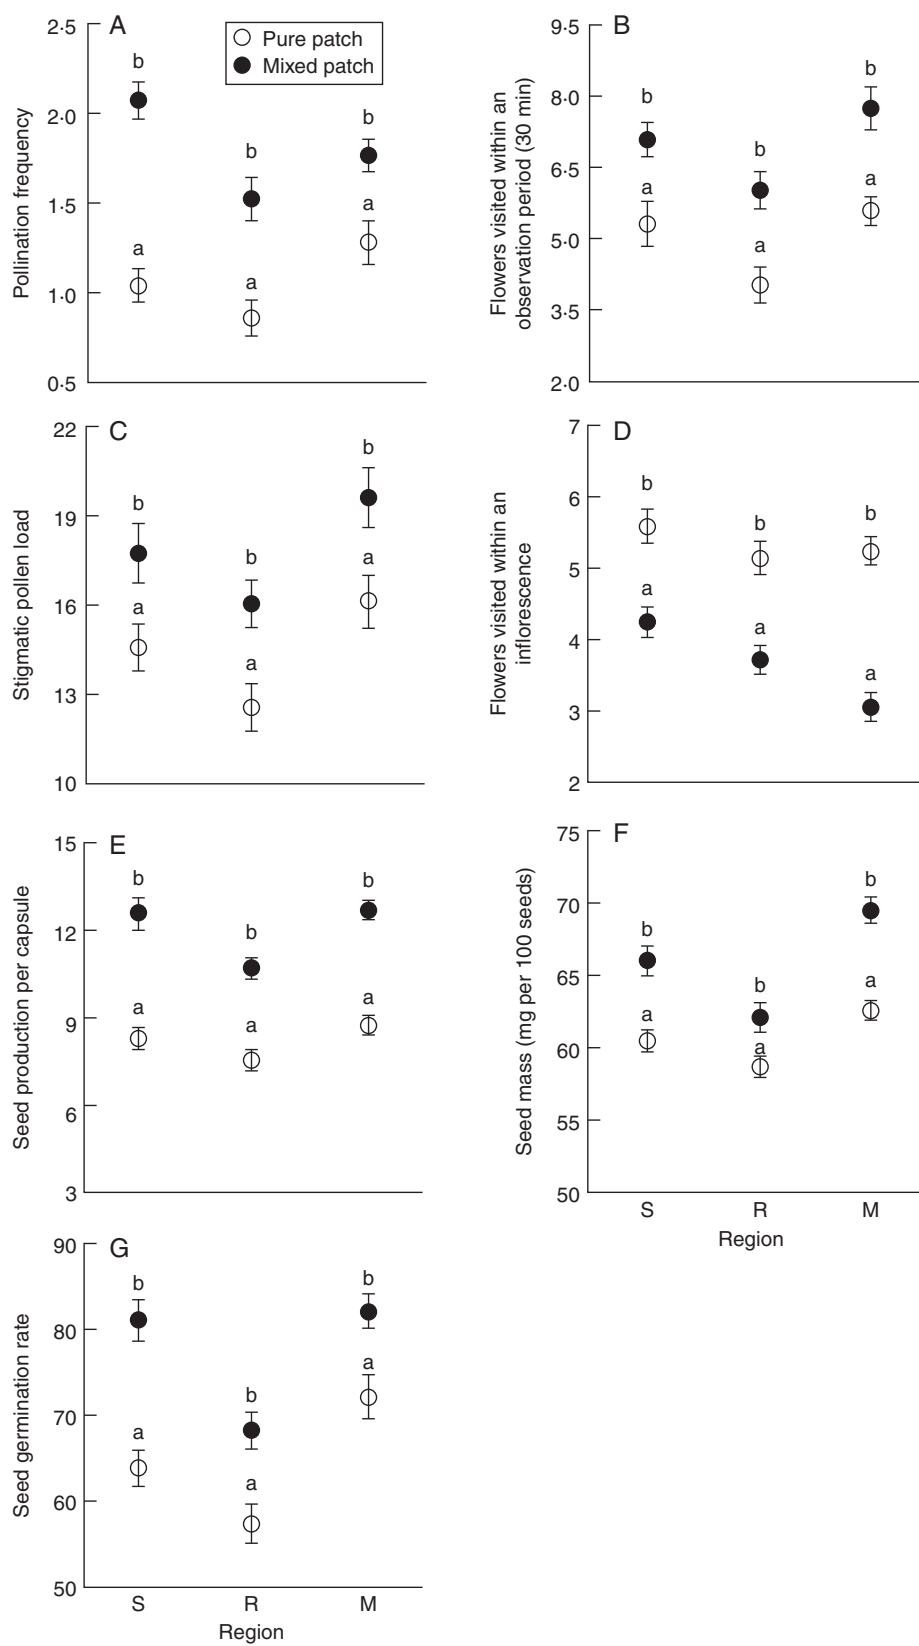 A
Pure patch
Mixed patch
2·5
2·0
1·5
1·0
0·5
Pollination frequency
b
b
b
a
a
a
B
9·5
8·0
6·5
5·0
3·5
2·0
Flowers visited within an
observation period (30 min)
b
b
b
a
a
a
C
22
19
16
13
10
Stigmatic pollen load
b
b
b
a
a
a
D
7
6
5
4
3
2
Flowers visited within an
inflorescence
b
b
b
a
a
a
E
15
12
9
6
3
Seed production per capsule
b
b
b
a
a
a
F
75
70
65
60
55
50
Seed mass (mg per 100 seeds)
b
b
b
a
a
a
S R M
Region
G
90
80
70
60
50
Seed germination rate
b
b
b
a
a
a
S R M
Region